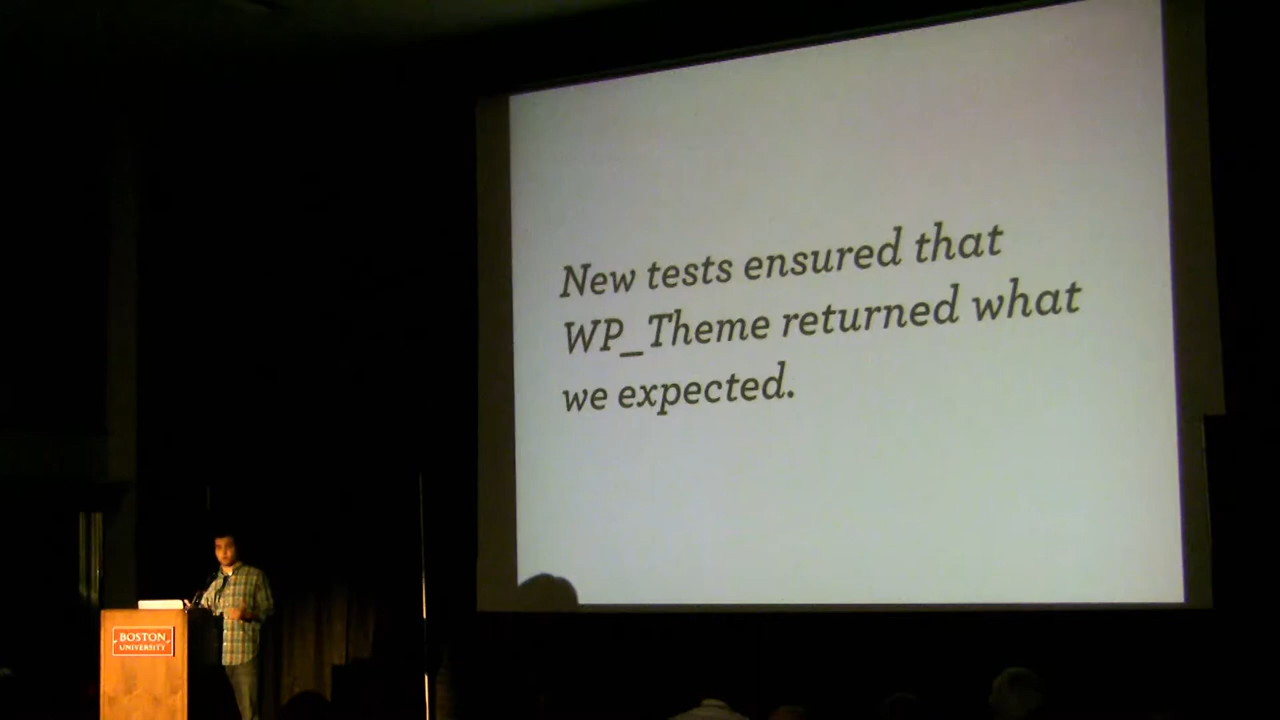 New tests ensured that
WP_Theme returned what
we expected.
BOSTON
UNIVERSITY